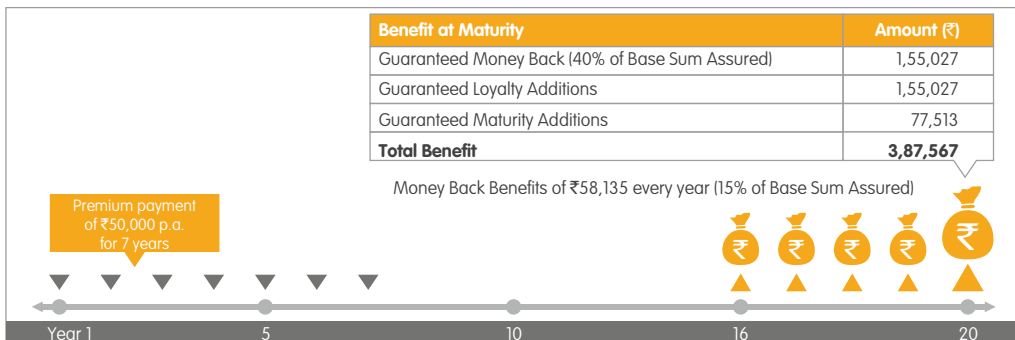 Benefit at Maturity Amount (₹)
Guaranteed Money Back (40% of Base Sum Assured) 1,55,027
Guaranteed Loyalty Additions 1,55,027
Guaranteed Maturity Additions 77,513
Total Benefit 3,87,567
Money Back Benefits of ₹58,135 every year (15% of Base Sum Assured)
Premium payment
of ₹50,000 p.a.
for 7 years
₹ ₹ ₹ ₹ ₹
Year 1 5 10 16 20